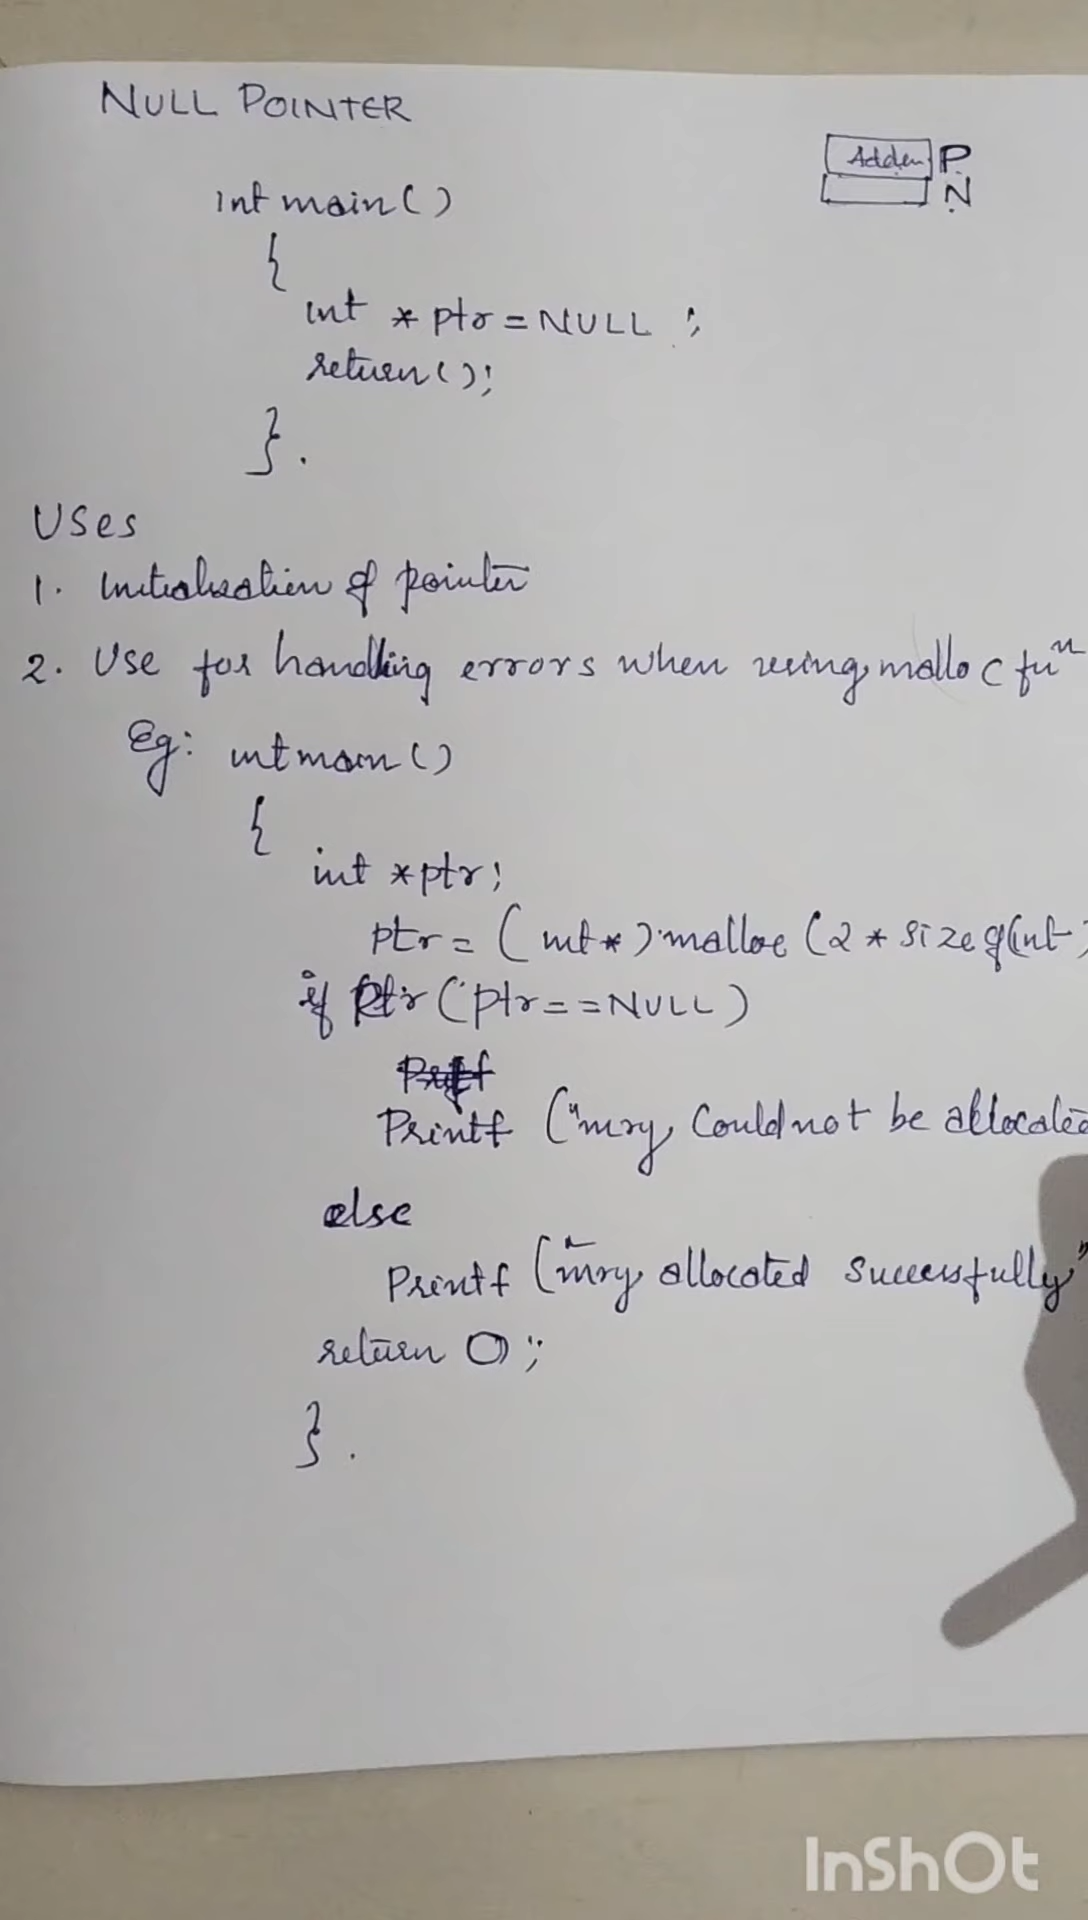 NULL POINTER
P
N
int main()
{
int * ptr = NULL ;
return();
}.
Uses
1. Initialisation of pointer
2. Use for handling errors when using malloc fuⁿ
Eg: int main()
{
int *ptr;
ptr = (int*) malloc (2 * sizeof(int)
if (ptr == NULL)
Printf ("mry could not be allocated
else
Printf ("mry allocated successfully"
return 0 ;
}.
InShOt